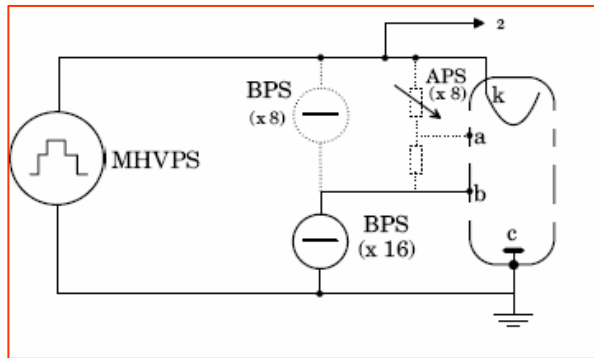 2
BPS
(x 8)
APS
(x 8)
k
a
MHVPS
b
BPS
(x 16)
c